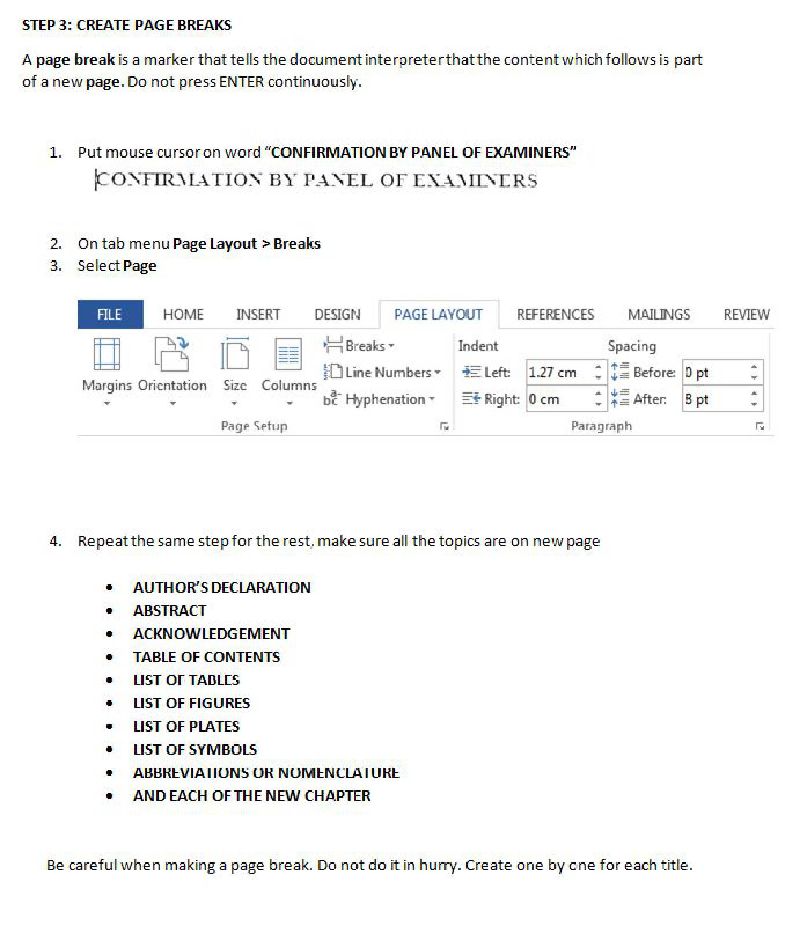 STEP 3: CREATE PAGE BREAKS
A page break is a marker that tells the document interpreter that the content which follows is part
of a new page. Do not press ENTER continuously.
1. Put mouse cursor on word "CONFIRMATION BY PANEL OF EXAMINERS"
CONFIRMATION BY PANEL OF EXAMINERS
2. On tab menu Page Layout > Breaks
3. Select Page
FILE HOME INSERT DESIGN PAGE LAYOUT REFERENCES MAILINGS REVIEW
Breaks Indent Spacing
Line Numbers Left: 1.27 cm Before: 0 pt
Margins Orientation Size Columns
Hyphenation Right: 0 cm After: 8 pt
Page Setup Paragraph
4. Repeat the same step for the rest, make sure all the topics are on new page
• AUTHOR'S DECLARATION
• ABSTRACT
• ACKNOWLEDGEMENT
• TABLE OF CONTENTS
• LIST OF TABLES
• LIST OF FIGURES
• LIST OF PLATES
• LIST OF SYMBOLS
• ABBREVIATIONS OR NOMENCLATURE
• AND EACH OF THE NEW CHAPTER
Be careful when making a page break. Do not do it in hurry. Create one by one for each title.